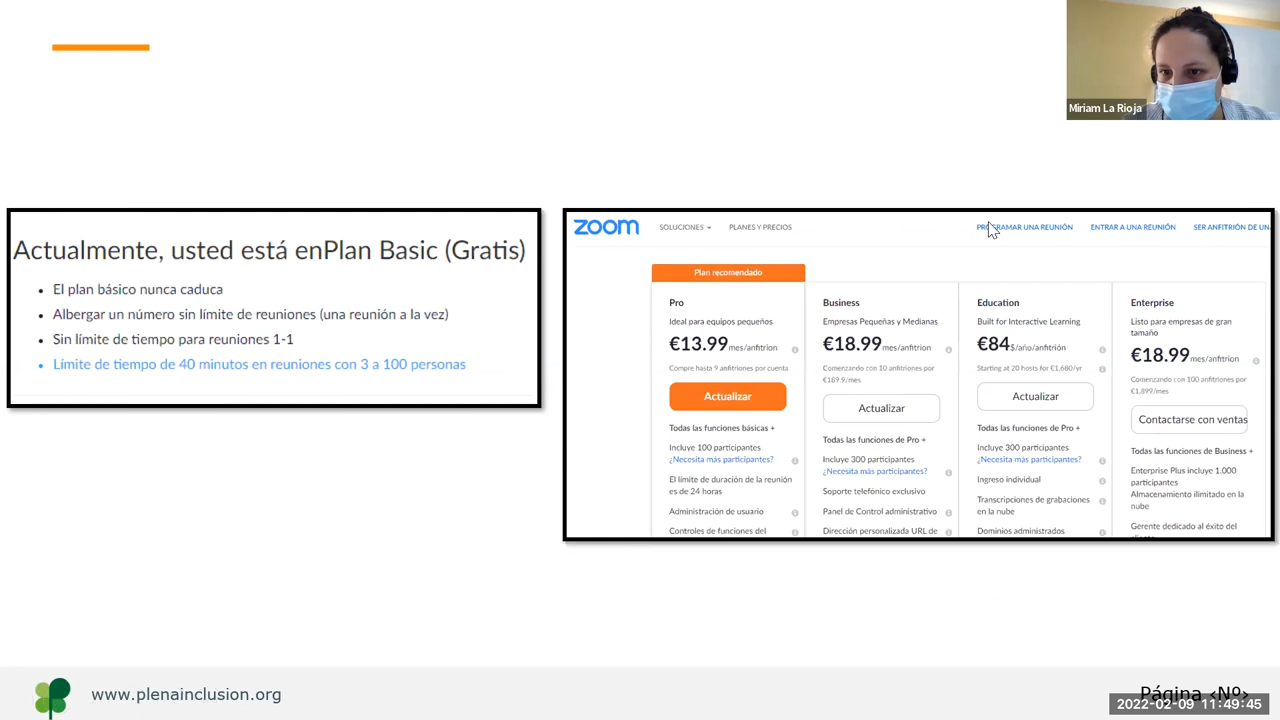 Miriam La Rioja
Actualmente, usted está enPlan Basic (Gratis)
• El plan básico nunca caduca
• Albergar un número sin límite de reuniones (una reunión a la vez)
• Sin límite de tiempo para reuniones 1-1
• Límite de tiempo de 40 minutos en reuniones con 3 a 100 personas
zoom SOLUCIONES PLANES Y PRECIOS PROGRAMAR UNA REUNIÓN ENTRAR A UNA REUNIÓN SER ANFITRIÓN DE UN
Plan recomendado
Pro
Ideal para equipos pequeños
€13.99 mes/anfitrion
Compre hasta 9 anfitriones por cuenta
Actualizar
Todas las funciones básicas +
Incluye 100 participantes
¿Necesita más participantes?
El límite de duración de la reunión
es de 24 horas
Administración de usuario
Controles de funciones del
Business
Empresas Pequeñas y Medianas
€18.99 mes/anfitrion
Comenzando con 10 anfitriones por
€189.9/mes
Actualizar
Todas las funciones de Pro +
Incluye 300 participantes
¿Necesita más participantes?
Soporte telefónico exclusivo
Panel de Control administrativo
Dirección personalizada URL de
Education
Built for Interactive Learning
€84 $/año/anfitrión
Starting at 20 hosts for €1,680/yr
Actualizar
Todas las funciones de Pro +
Incluye 300 participantes
¿Necesita más participantes?
Ingreso individual
Transcripciones de grabaciones
en la nube
Dominios administrados
Enterprise
Listo para empresas de gran
tamaño
€18.99 mes/anfitrion
Comenzando con 100 anfitriones por
€1,899/mes
Contactarse con ventas
Todas las funciones de Business +
Enterprise Plus incluye 1.000
participantes
Almacenamiento ilimitado en la
nube
Gerente dedicado al éxito del
www.plenainclusion.org
Página ‹Nº›
2022-02-09 11:49:45